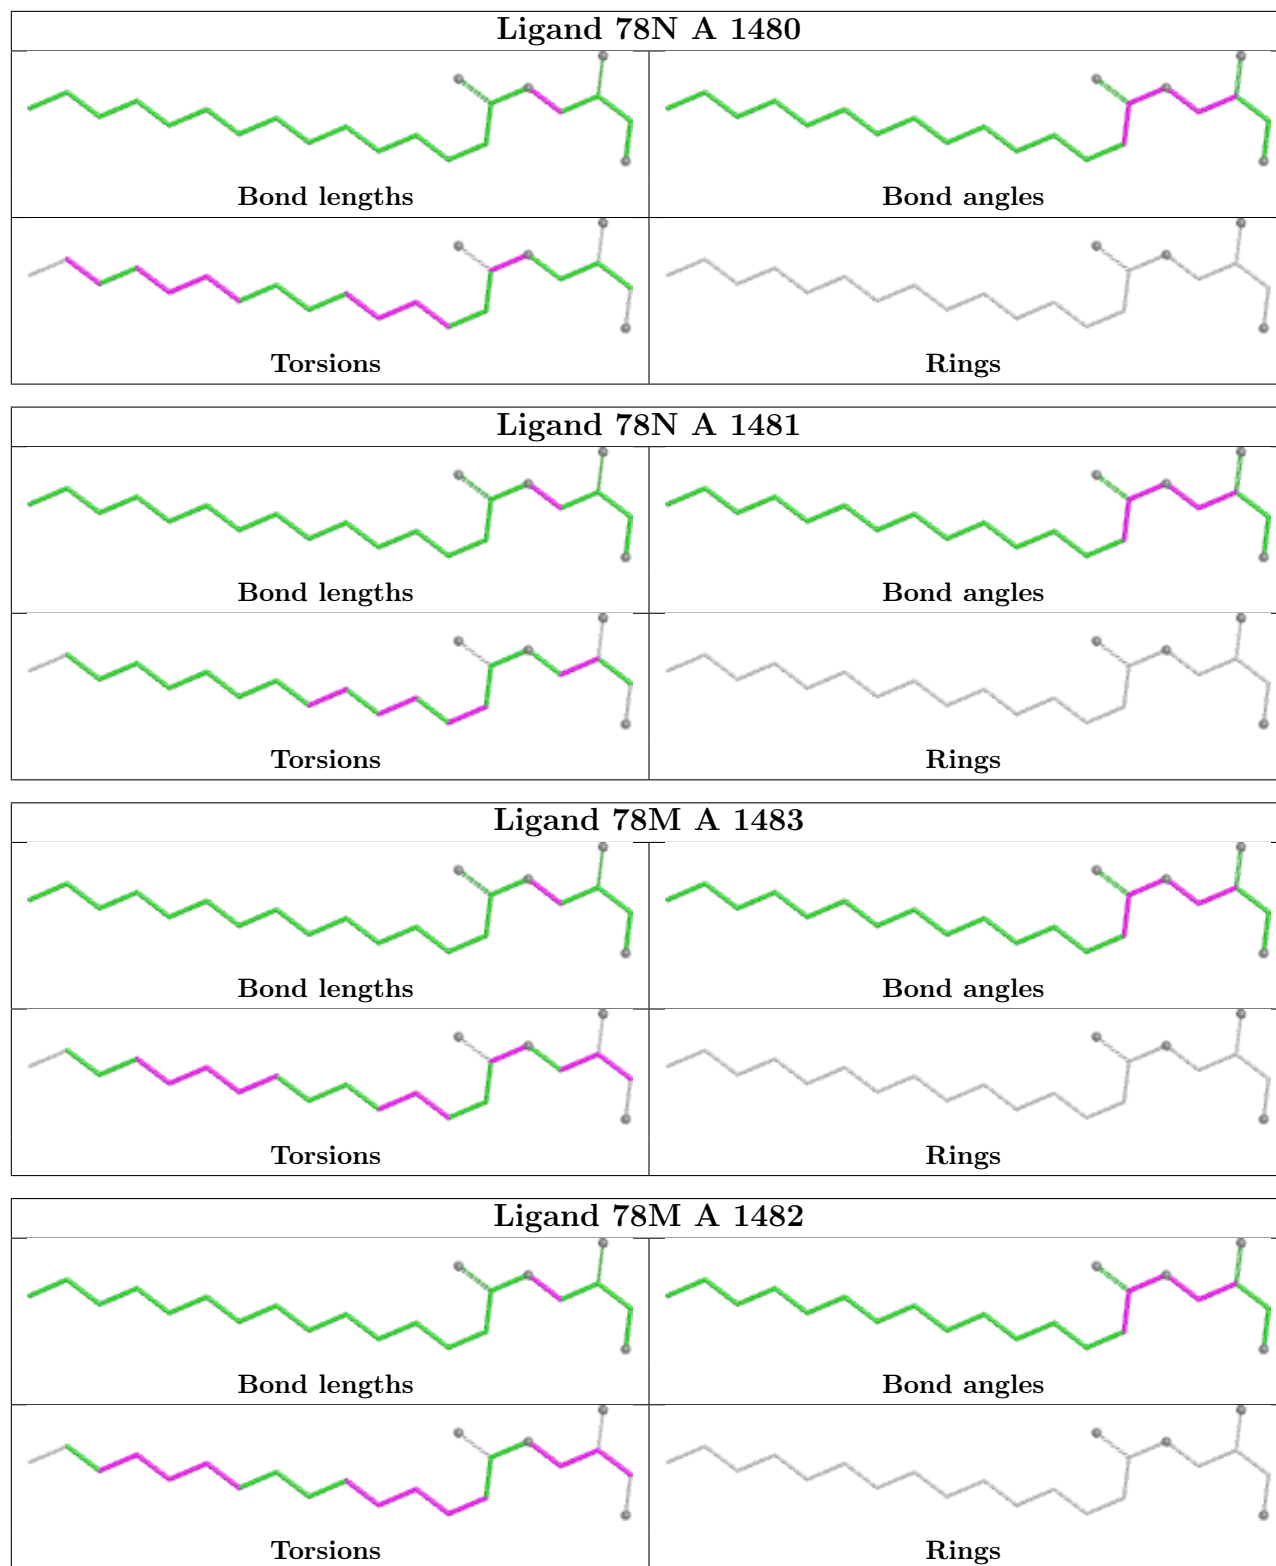 Ligand 78N A 1480
Bond lengths
Bond angles
Torsions
Rings
Ligand 78N A 1481
Bond lengths
Bond angles
Torsions
Rings
Ligand 78M A 1483
Bond lengths
Bond angles
Torsions
Rings
Ligand 78M A 1482
Bond lengths
Bond angles
Torsions
Rings